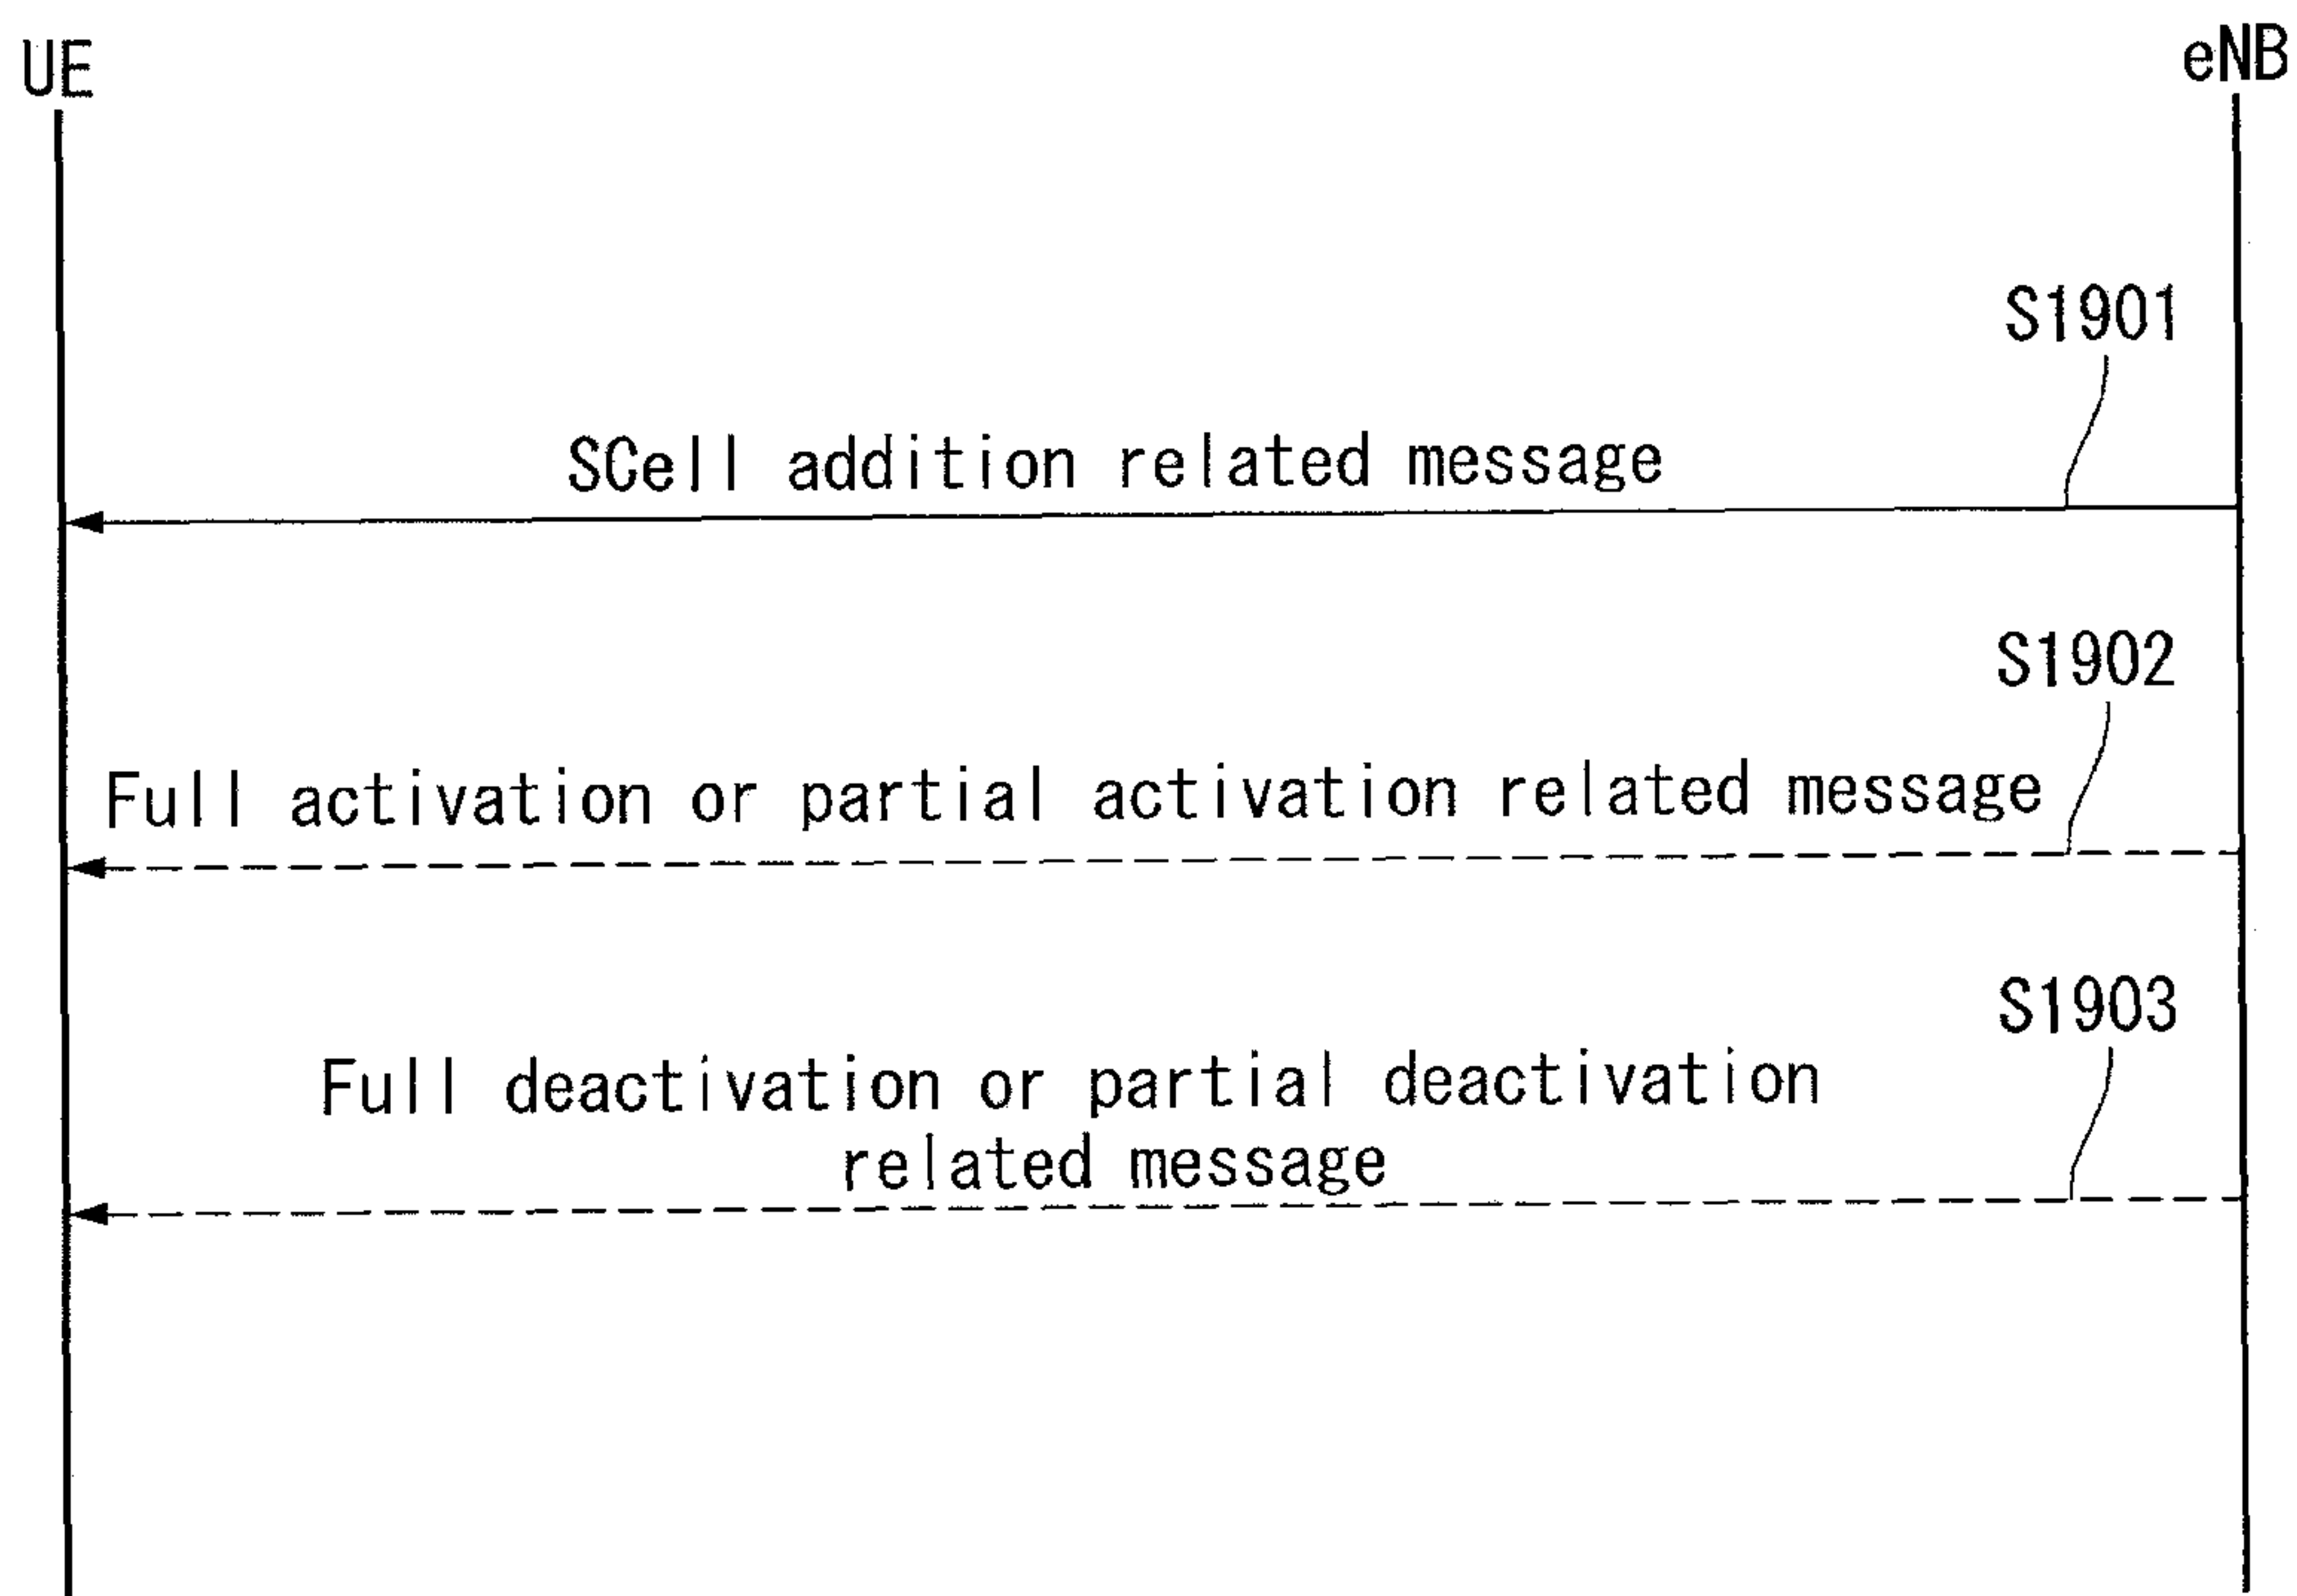 UE
eNB
S1901
SCell addition related message
S1902
Full activation or partial activation related message
S1903
Full deactivation or partial deactivation
related message